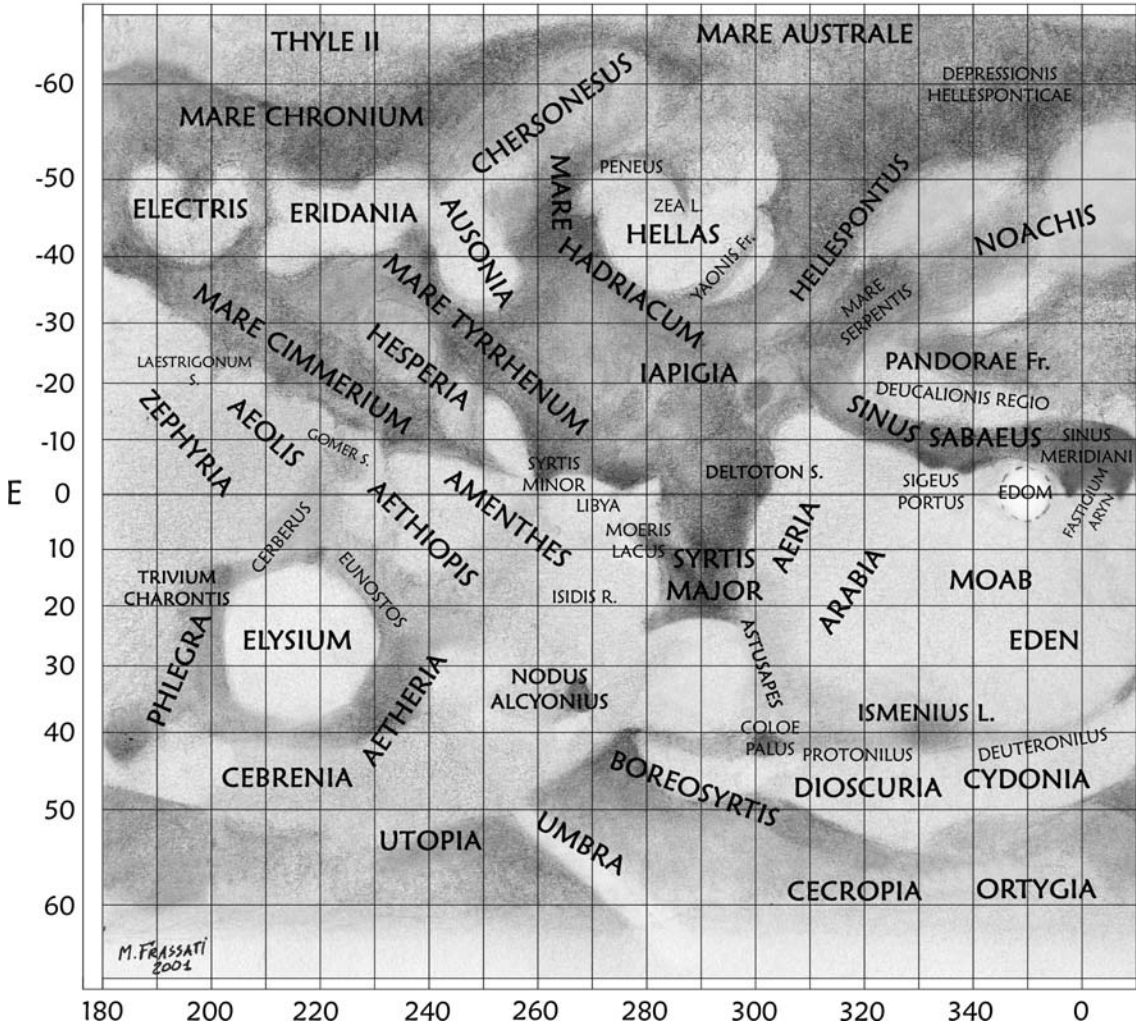 THYLE II
MARE AUSTRALE
-60
DEPRESSIONIS
HELLESPONTICAE
MARE CHRONIUM
CHERSONESUS
-50
ELECTRIS
ERIDANIA
AUSONIA
MARE HADRIACUM
PENEUS
ZEA L.
HELLAS
YAONIS Fr.
HELLESPONTUS
NOACHIS
-40
MARE CIMMERIUM
MARE TYRRHENUM
MARE
SERPENTIS
-30
HESPERIA
LAESTRIGONUM
S.
IAPIGIA
PANDORAE Fr.
-20
DEUCALIONIS REGIO
ZEPHYRIA
AEOLIS
GOMER S.
SINUS SABAEUS
SINUS
MERIDIANI
-10
SYRTIS
MINOR
DELTOTON S.
SIGEUS
PORTUS
EDOM
FASTIGIUM
ARYN
E
0
AETHIOPIS
AMENTHES
LIBYA
MOERIS
LACUS
AERIA
CERBERUS
EUNOSTOS
10
SYRTIS
MAJOR
ARABIA
MOAB
TRIVIUM
CHARONTIS
ISIDIS R.
20
PHLEGRA
ELYSIUM
ASTUSAPES
EDEN
30
AETHERIA
NODUS
ALCYONIUS
ISMENIUS L.
40
COLOE
PALUS
PROTONILUS
DEUTERONILUS
CEBRENIA
BOREOSYRTIS
DIOSCURIA
CYDONIA
50
UTOPIA
UMBRA
CECROPIA
ORTYGIA
60
M. FRASSATI
2001
180 200 220 240 260 280 300 320 340 0